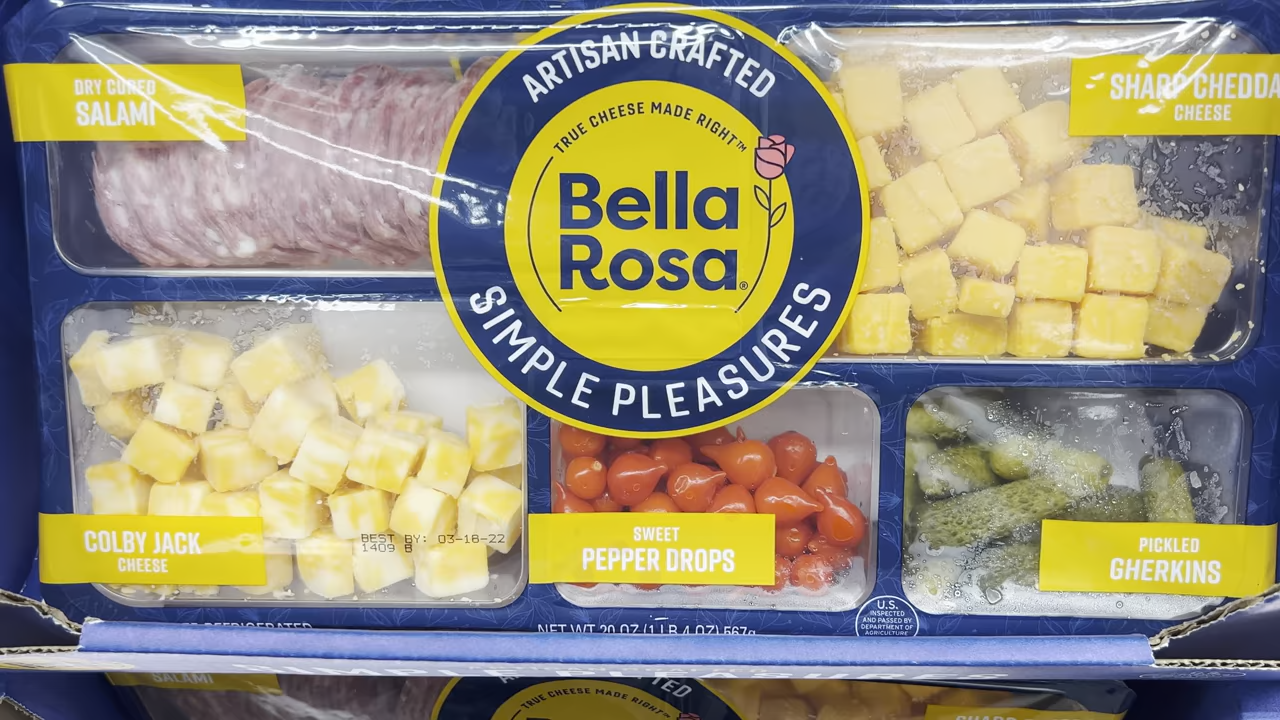 ARTISAN CRAFTED
TRUE CHEESE MADE RIGHT™
Bella
Rosa®
SIMPLE PLEASURES
DRY CURED
SALAMI
SHARP CHEDDA
CHEESE
COLBY JACK
CHEESE
BEST BY: 03-18-22
1409 B
SWEET
PEPPER DROPS
PICKLED
GHERKINS
REFRIGERATED
NET WT 20 OZ (1 LB 4 OZ) 567g
U.S.
INSPECTED
AND PASSED BY
DEPARTMENT OF
AGRICULTURE
SALAMI
TRUE CHEESE MADE RIGHT™